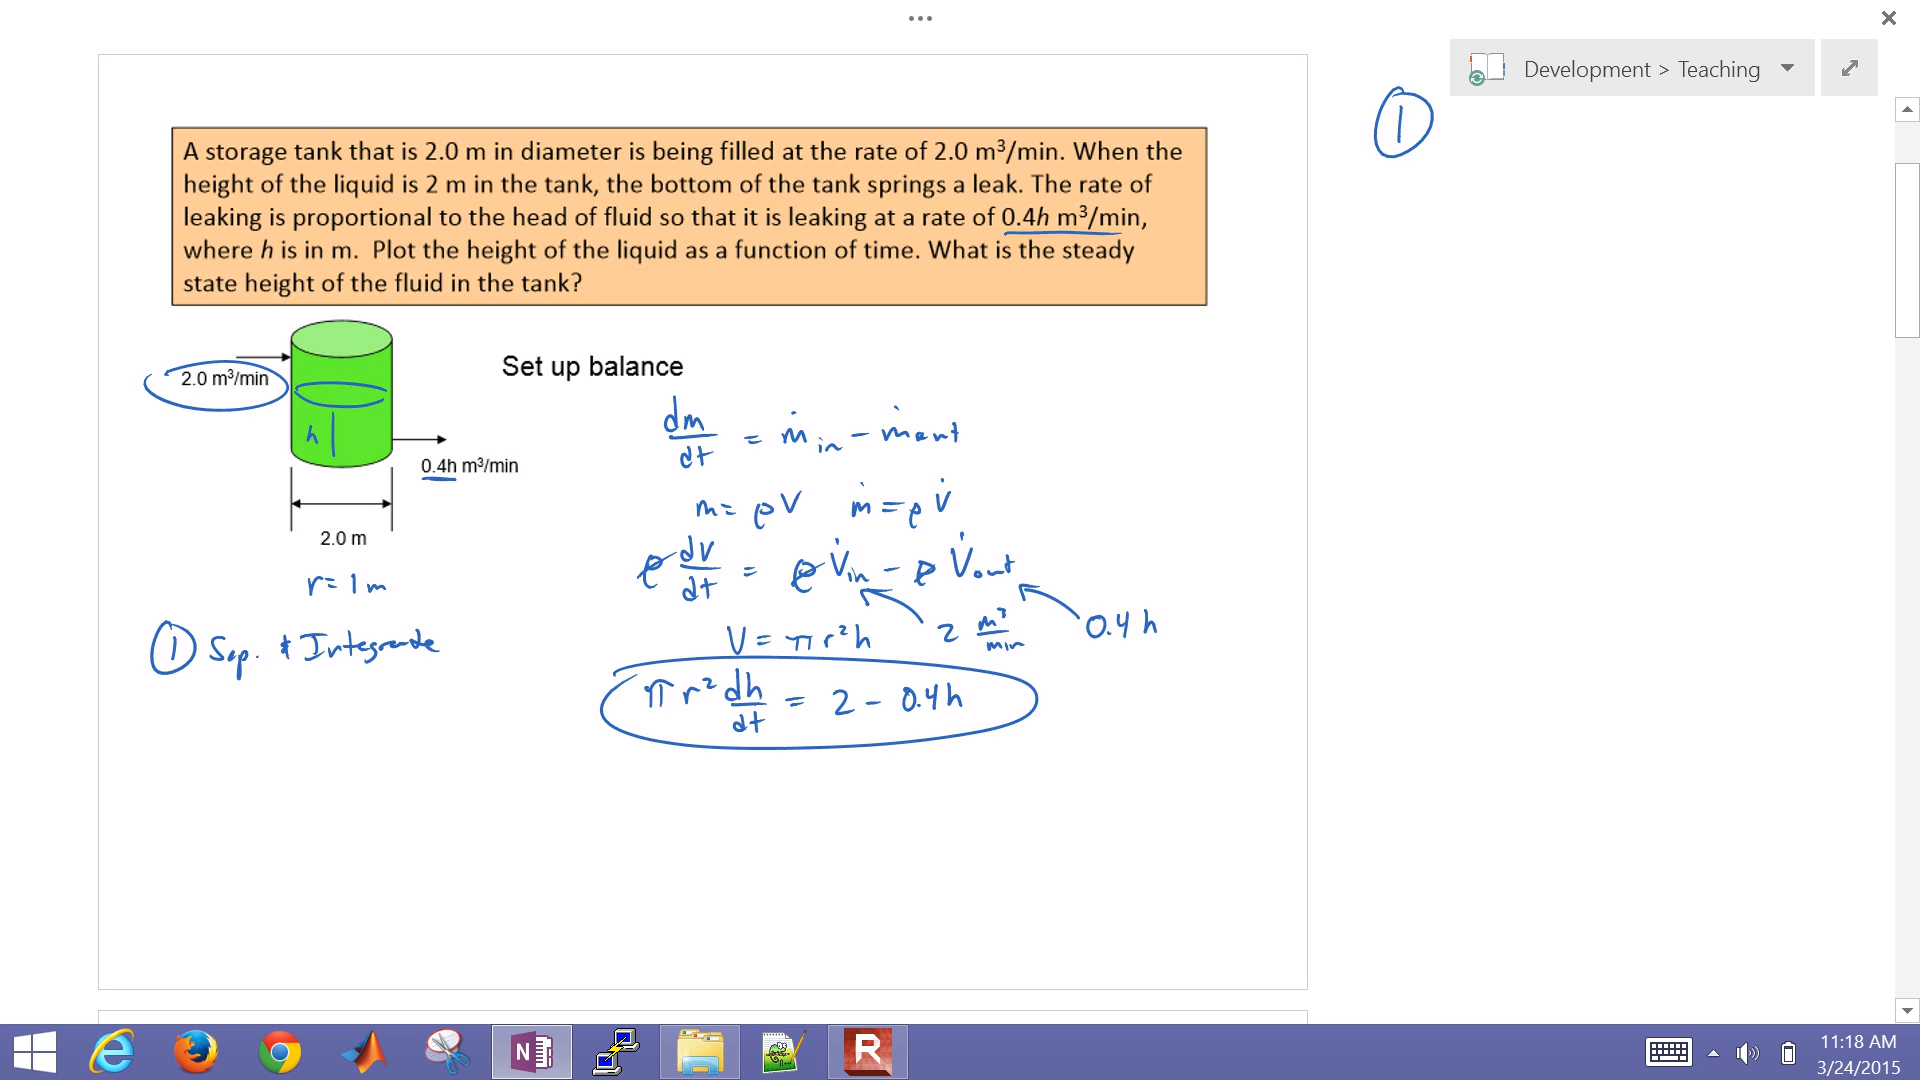 Development > Teaching
①
A storage tank that is 2.0 m in diameter is being filled at the rate of 2.0 m³/min. When the
height of the liquid is 2 m in the tank, the bottom of the tank springs a leak. The rate of
leaking is proportional to the head of fluid so that it is leaking at a rate of 0.4h m³/min,
where h is in m. Plot the height of the liquid as a function of time. What is the steady
state height of the fluid in the tank?
2.0 m³/min
h
0.4h m³/min
2.0 m
r = 1 m
① Sep. & Integrate
Set up balance
dm/dt = ṁ in - ṁ out
m = ρV ṁ = ρV̇
ρ dV/dt = ρ V̇in - ρ V̇out
V = πr²h 2 m³/min 0.4h
πr² dh/dt = 2 - 0.4h
N
R
11:18 AM
3/24/2015